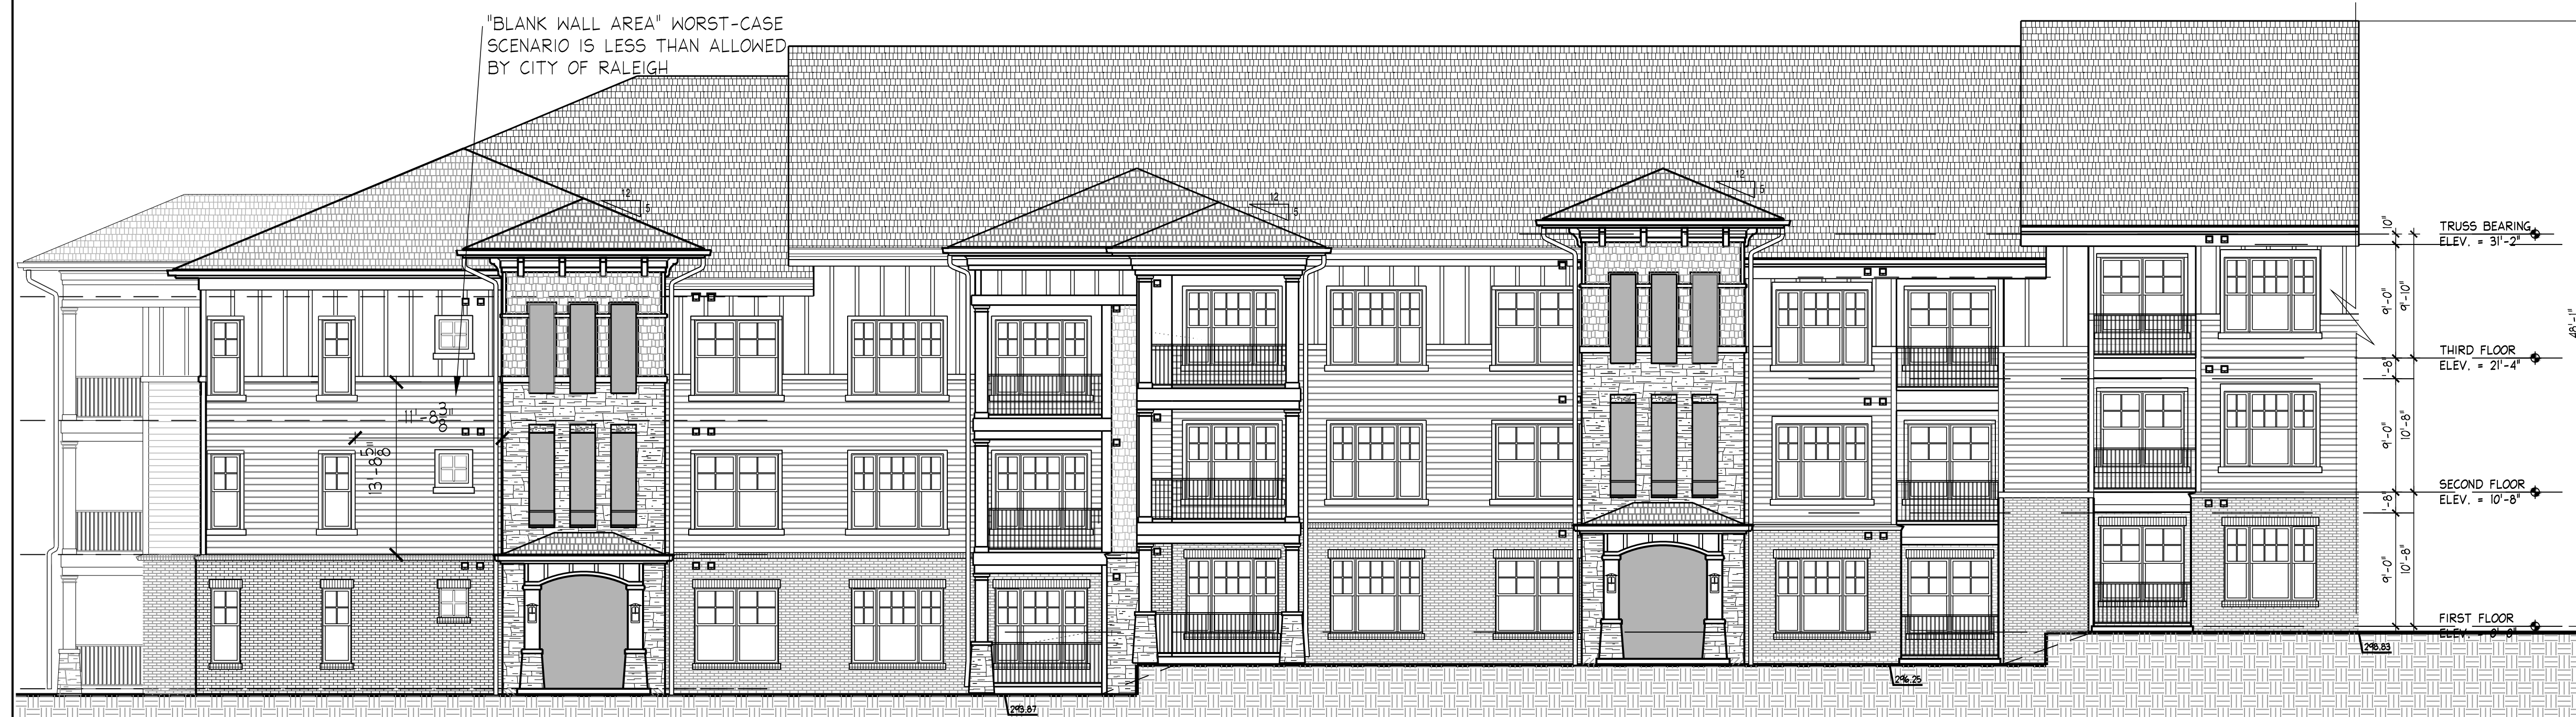 "BLANK WALL AREA" WORST-CASE
SCENARIO IS LESS THAN ALLOWED
BY CITY OF RALEIGH
12
5
12
5
12
5
11'-8 3/8"
13'-8 5/8"
10"
TRUSS BEARING
ELEV. = 31'-2"
9'-0"
9'-10"
48'-1"
THIRD FLOOR
ELEV. = 21'-4"
9'-0"
10'-8"
SECOND FLOOR
ELEV. = 10'-8"
9'-0"
10'-8"
FIRST FLOOR
293.87
296.25
298.83